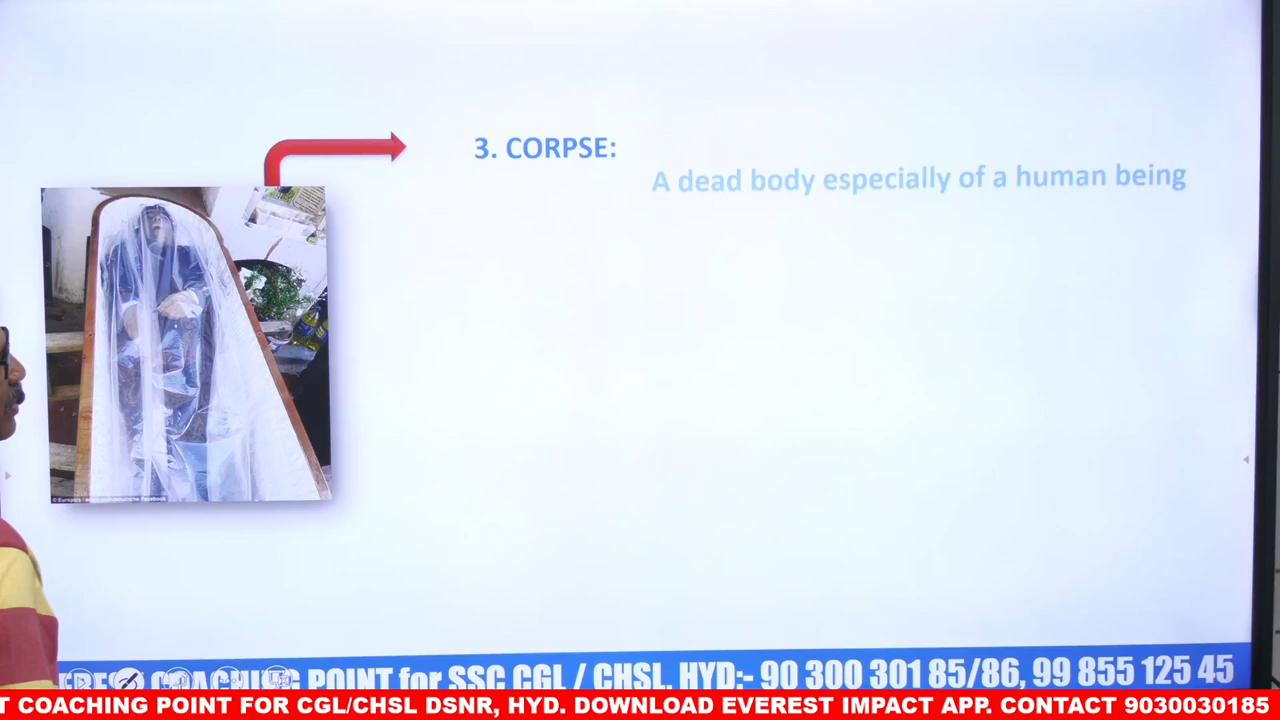 3. CORPSE:
A dead body especially of a human being
COACHING POINT for SSC CGL / CHSL, HYD:- 90 300 301 85/86, 99 855 125 45
T COACHING POINT FOR CGL/CHSL DSNR, HYD. DOWNLOAD EVEREST IMPACT APP. CONTACT 9030030185